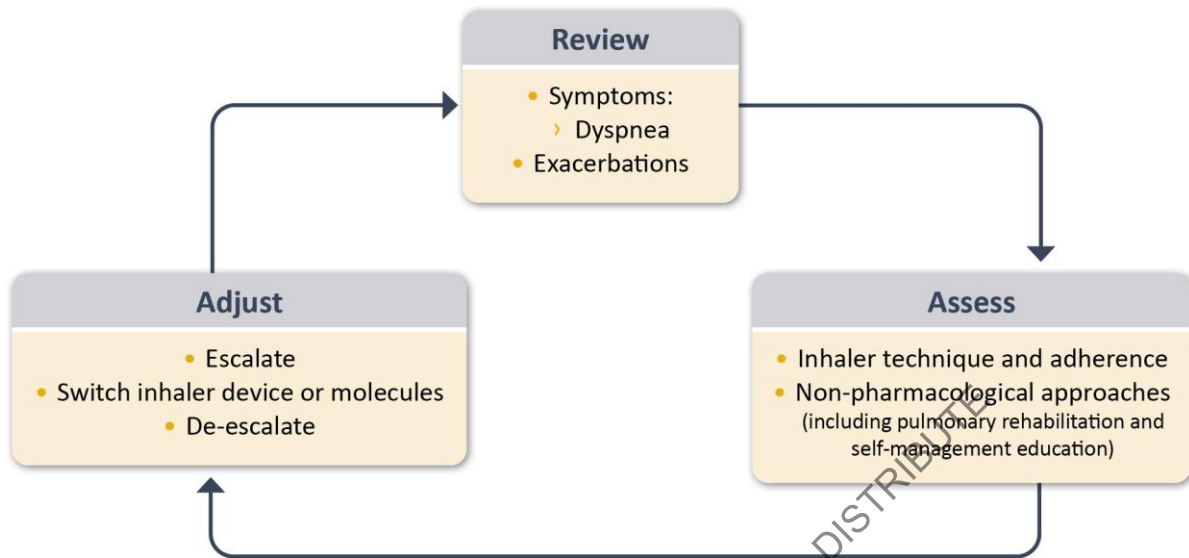 Review
• Symptoms:
› Dyspnea
• Exacerbations
Adjust
• Escalate
• Switch inhaler device or molecules
• De-escalate
Assess
• Inhaler technique and adherence
• Non-pharmacological approaches
(including pulmonary rehabilitation and
self-management education)
DISTRIBUTE